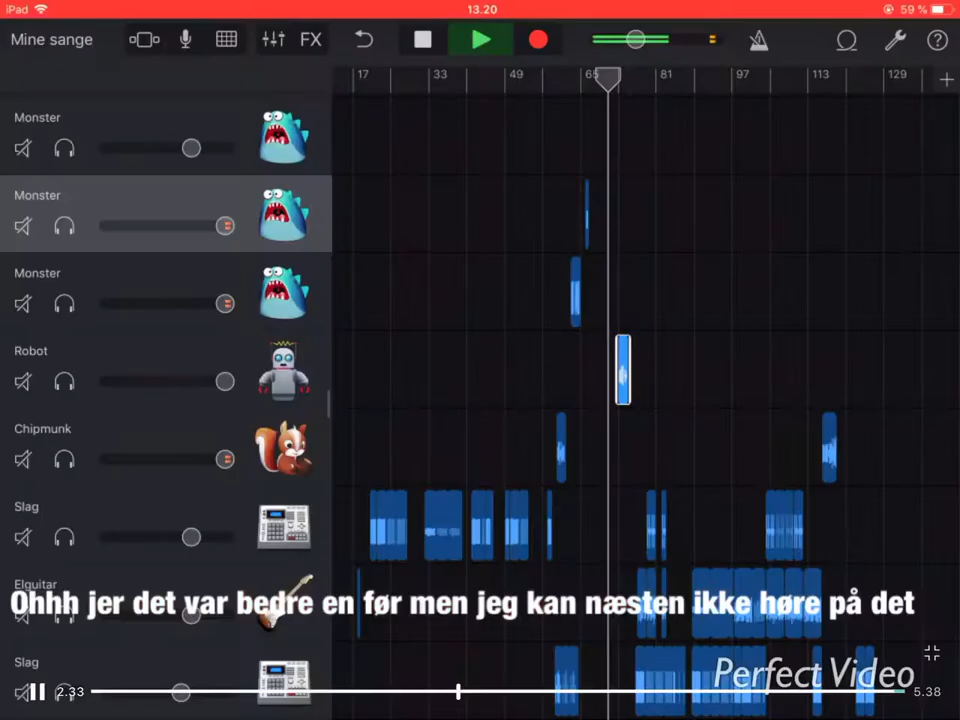 iPad 13.20 59 %
Mine sange FX
17 33 49 65 81 97 113 129
Monster
Monster
Monster
Robot
Chipmunk
Slag
Elguitar
Ohhh jer det var bedre en før men jeg kan næsten ikke høre på det
Slag
Perfect Video
2.33 5.38